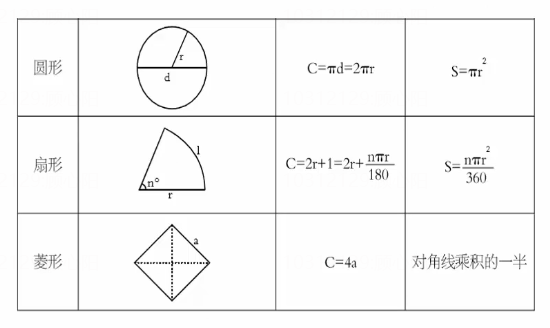 圆形
r
d
C=πd=2πr
S=πr²
扇形
l
n°
r
C=2r+1=2r+nπr/180
S=nπr²/360
菱形
a
C=4a
对角线乘积的一半